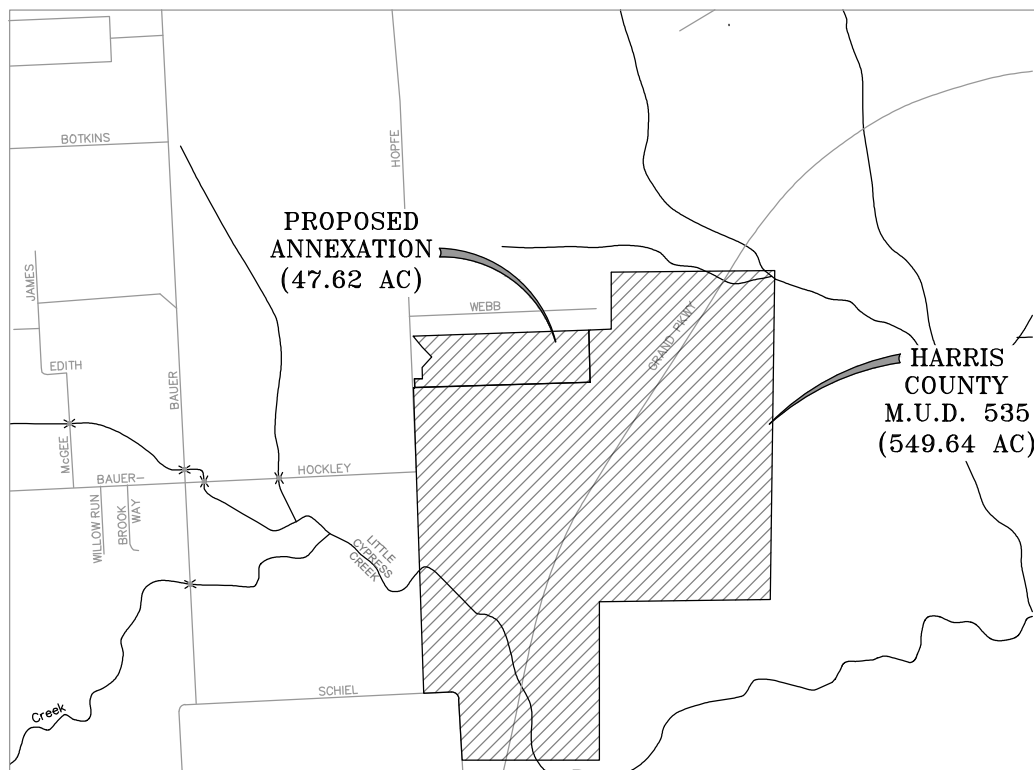 BOTKINS
HOPFE
PROPOSED
ANNEXATION
(47.62 AC)
JAMES
WEBB
GRAND PKWY
EDITH
BAUER
HARRIS
COUNTY
M.U.D. 535
(549.64 AC)
McGEE
HOCKLEY
BAUER–
WILLOW RUN
BROOK
WAY
LITTLE
CYPRESS
CREEK
SCHIEL
Creek